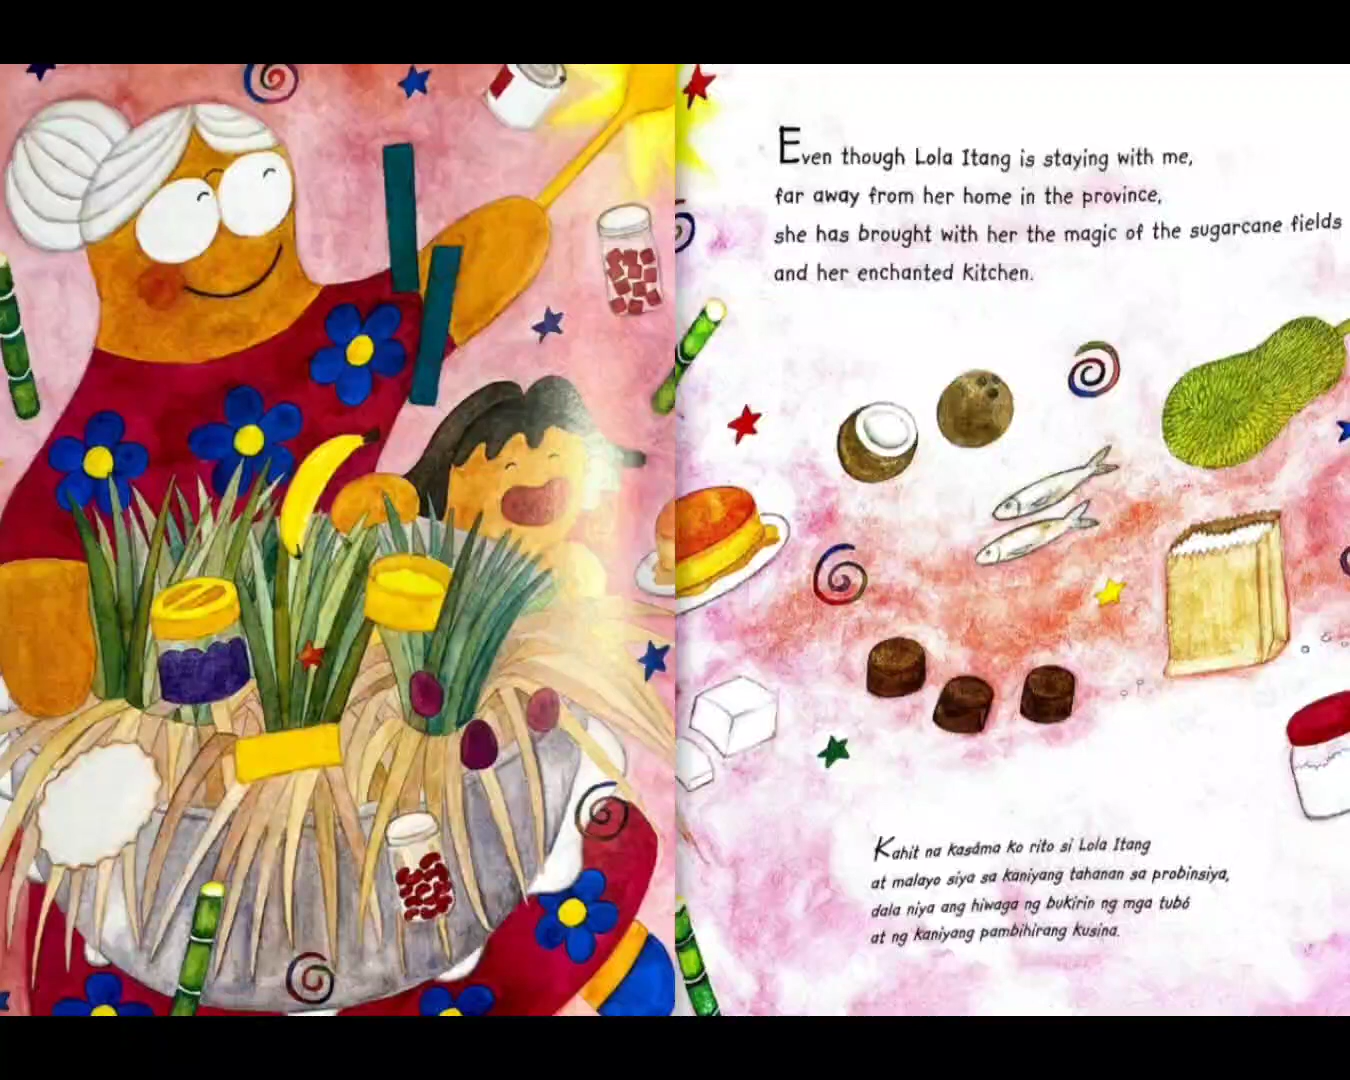 Even though Lola Itang is staying with me,
far away from her home in the province,
she has brought with her the magic of the sugarcane fields
and her enchanted kitchen.
Kahit na kasáma ko rito si Lola Itang
at malayo siya sa kaniyang tahanan sa probinsiya,
dala niya ang hiwaga ng bukirin ng mga tubó
at ng kaniyang pambihirang kusina.